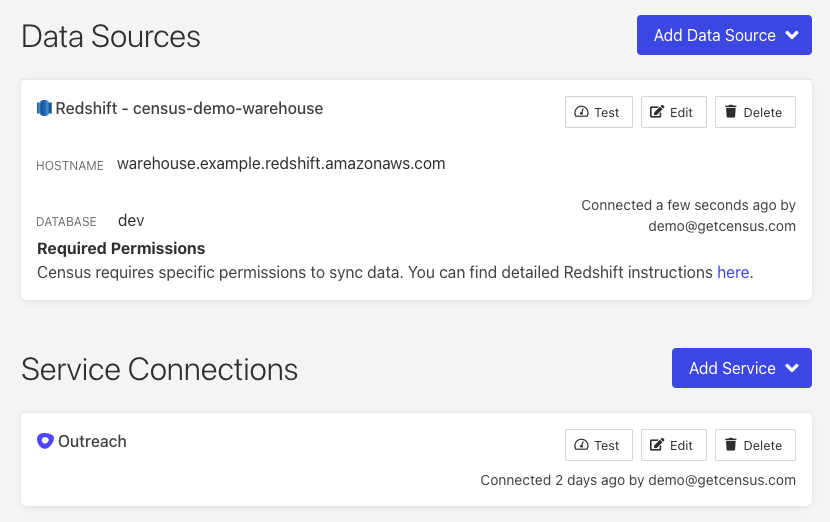 Data Sources
Add Data Source
Redshift - census-demo-warehouse
Test
Edit
Delete
HOSTNAME warehouse.example.redshift.amazonaws.com
Connected a few seconds ago by
demo@getcensus.com
DATABASE dev
Required Permissions
Census requires specific permissions to sync data. You can find detailed Redshift instructions here.
Service Connections
Add Service
Outreach
Test
Edit
Delete
Connected 2 days ago by demo@getcensus.com